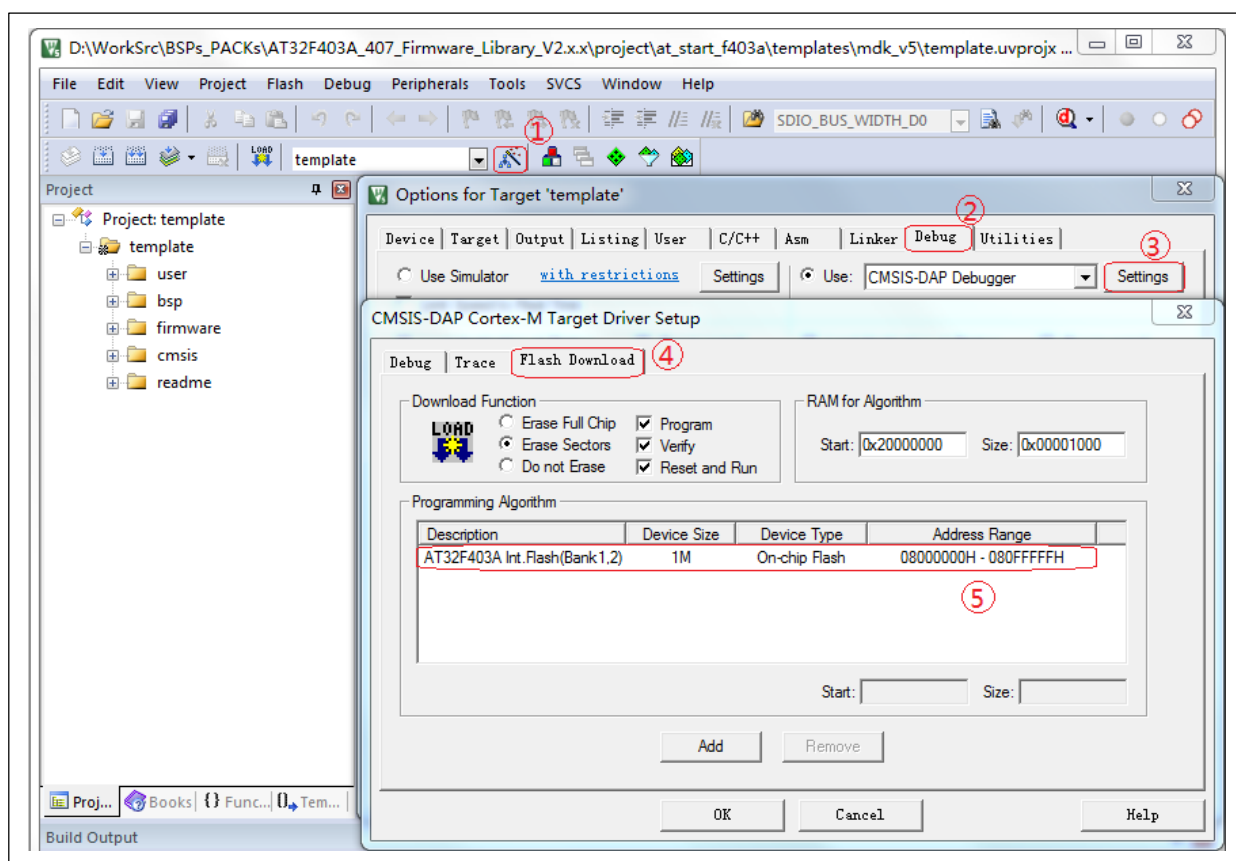 D:\WorkSrc\BSPs_PACKs\AT32F403A_407_Firmware_Library_V2.x.x\project\at_start_f403a\templates\mdk_v5\template.uvprojx ...
File Edit View Project Flash Debug Peripherals Tools SVCS Window Help
SDIO_BUS_WIDTH_D0
①
LOAD template
Project
Options for Target 'template'
Project: template
template
user
bsp
firmware
cmsis
readme
②
Device Target Output Listing User C/C++ Asm Linker Debug Utilities
③
Use Simulator with restrictions Settings Use: CMSIS-DAP Debugger Settings
CMSIS-DAP Cortex-M Target Driver Setup
Debug Trace Flash Download ④
Download Function
LOAD
Erase Full Chip Program
Erase Sectors Verify
Do not Erase Reset and Run
RAM for Algorithm
Start: 0x20000000 Size: 0x00001000
Programming Algorithm
Description Device Size Device Type Address Range
AT32F403A Int.Flash(Bank1,2) 1M On-chip Flash 08000000H - 080FFFFFH
⑤
Start: Size:
Add Remove
OK Cancel Help
Proj... Books {} Func... Tem...
Build Output